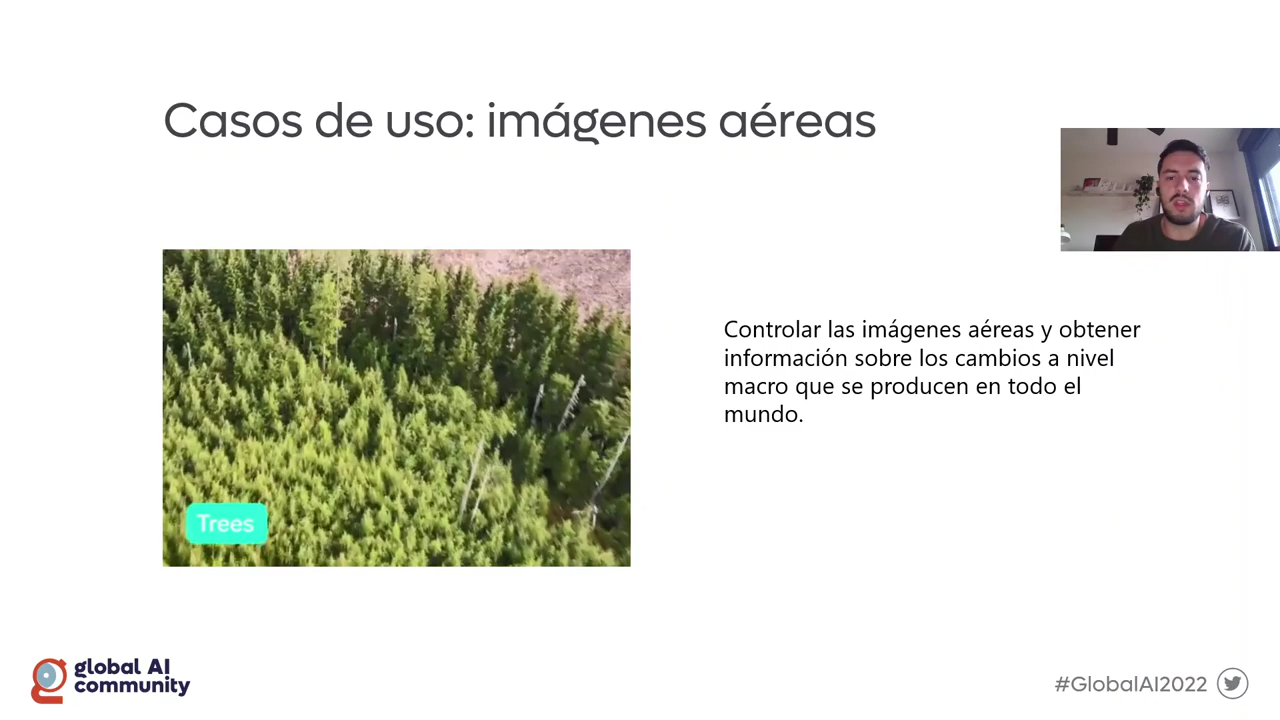 Casos de uso: imágenes aéreas
Controlar las imágenes aéreas y obtener
información sobre los cambios a nivel
macro que se producen en todo el
mundo.
Trees
global AI
community
#GlobalAI2022